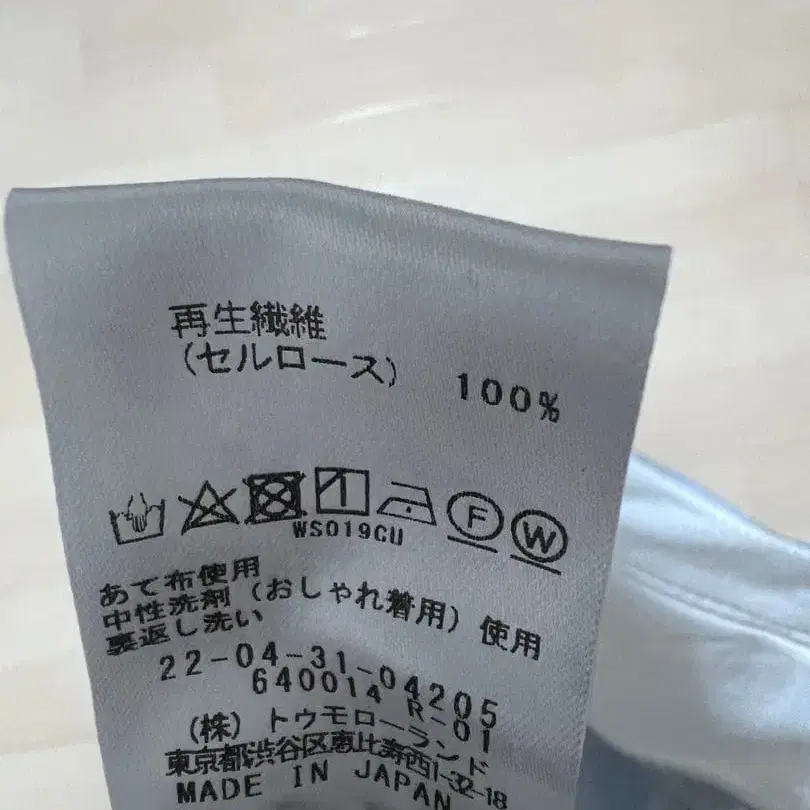 再生繊維
(セルロース) 100%
F W
WS019CU
あて布使用
中性洗剤(おしゃれ着用)使用
裏返し洗い
22-04-31-04205
640014 R-01
(株)トゥモローランド
東京都渋谷区恵比寿西1-32-18
MADE IN JAPAN